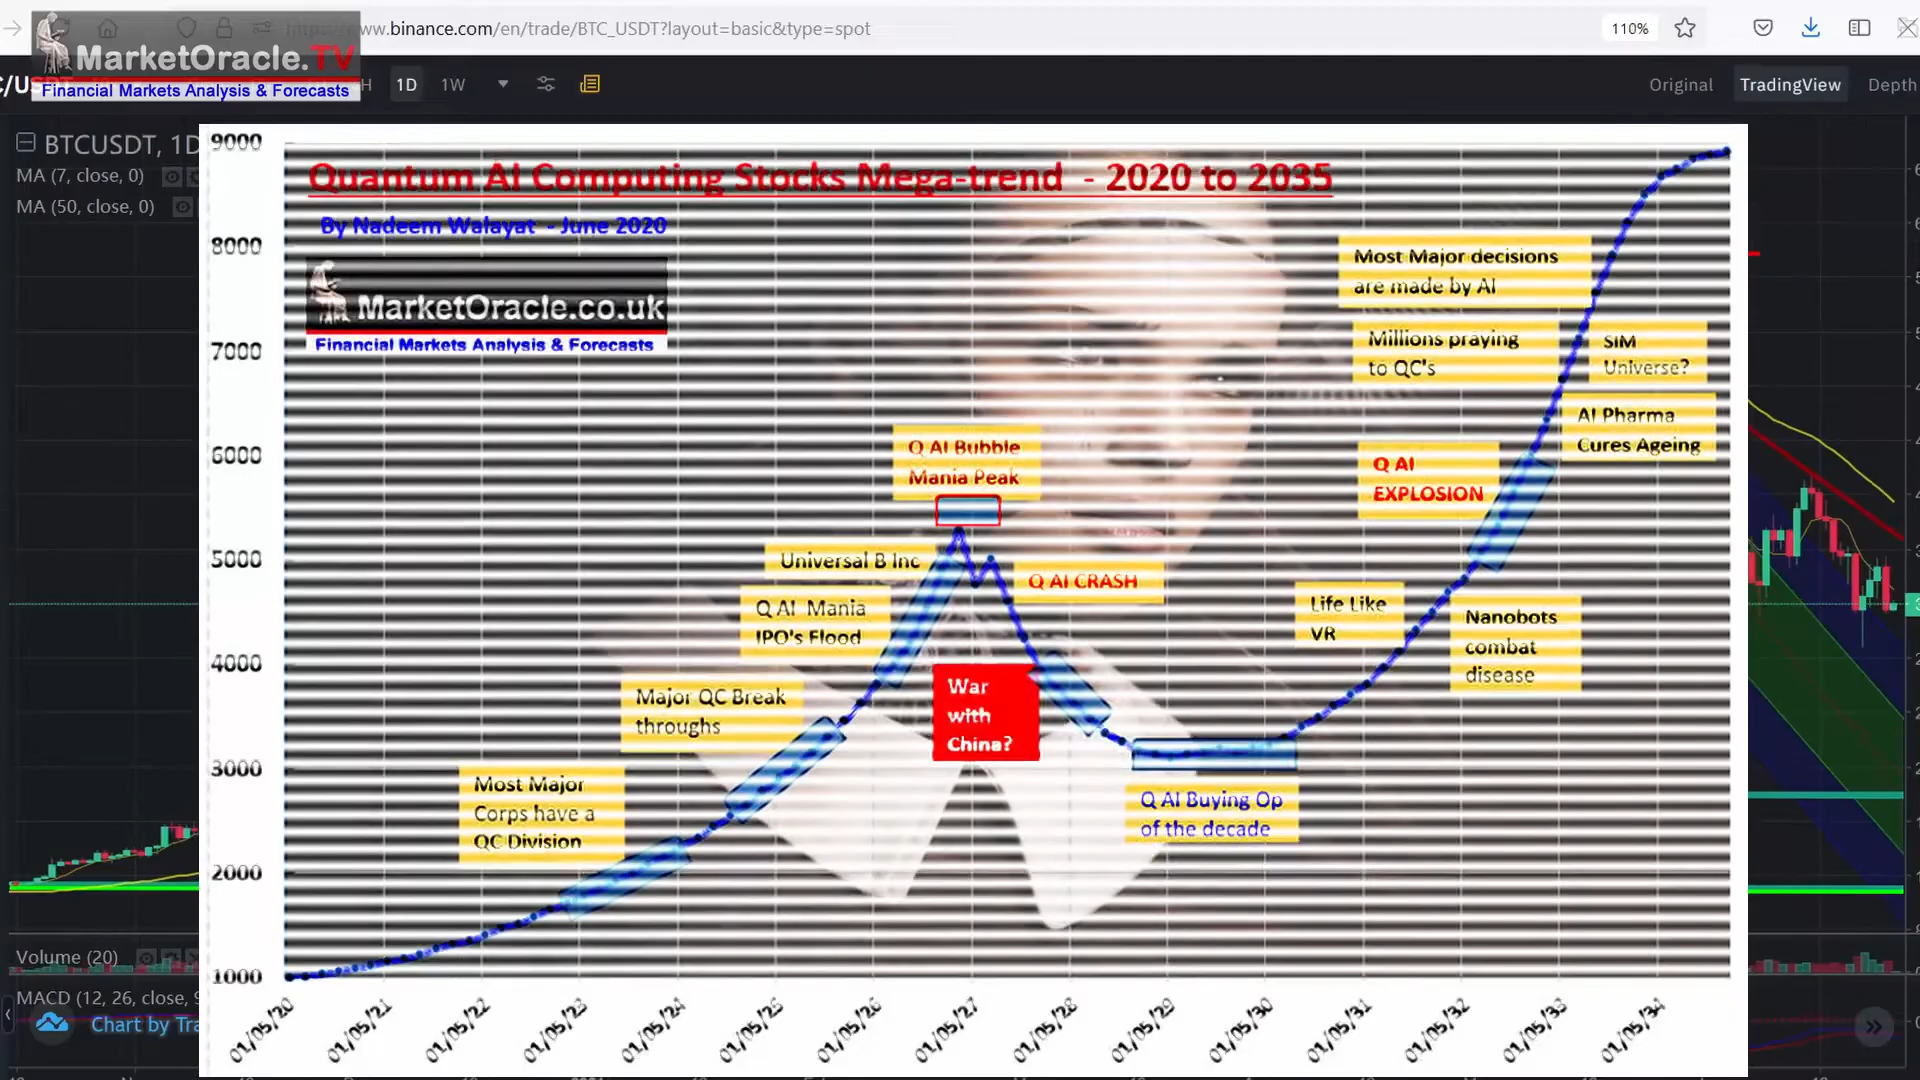 https://www.binance.com/en/trade/BTC_USDT?layout=basic&type=spot
110%
MarketOracle.TV
Financial Markets Analysis & Forecasts
1D
1W
Original
TradingView
Depth
BTCUSDT, 1D
MA (7, close, 0)
MA (50, close, 0)
Volume (20)
MACD (12, 26, close, 9
Chart by Tra
Quantum AI Computing Stocks Mega-trend - 2020 to 2035
By Nadeem Walayat - June 2020
MarketOracle.co.uk
Financial Markets Analysis & Forecasts
9000
8000
7000
6000
5000
4000
3000
2000
1000
Most Major decisions
are made by AI
Millions praying
to QC's
SIM
Universe?
AI Pharma
Cures Ageing
Q AI Bubble
Mania Peak
Q AI
EXPLOSION
Universal B Inc
Q AI CRASH
Q AI Mania
IPO's Flood
Life Like
VR
Nanobots
combat
disease
Major QC Break
throughs
War
with
China?
Most Major
Corps have a
QC Division
Q AI Buying Op
of the decade
01/05/20
01/05/21
01/05/22
01/05/23
01/05/24
01/05/25
01/05/26
01/05/27
01/05/28
01/05/29
01/05/30
01/05/31
01/05/32
01/05/33
01/05/34